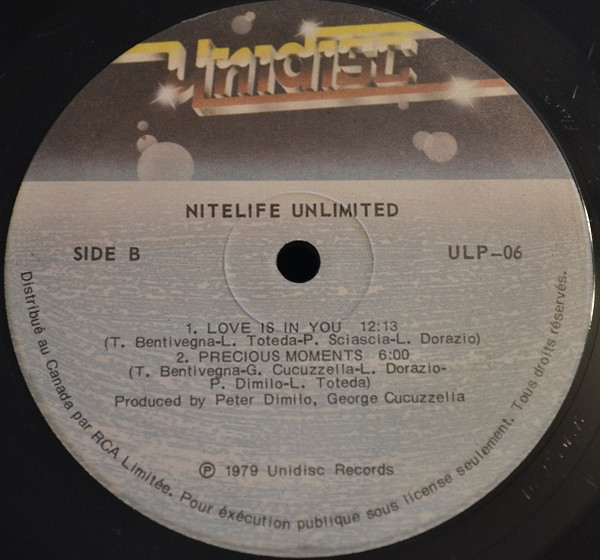 Unidisc
NITELIFE UNLIMITED
SIDE B
ULP-06
1. LOVE IS IN YOU 12:13
(T. Bentivegna-L. Toteda-P. Sciascia-L. Dorazio)
2. PRECIOUS MOMENTS 6:00
(T. Bentivegna-G. Cucuzzella-L. Dorazio-
P. Dimilo-L. Toteda)
Produced by Peter Dimilo, George Cucuzzella
℗ 1979 Unidisc Records
Distribué au Canada par RCA Limitée. Pour éxécution publique sous license seulement. Tous droits réservés.